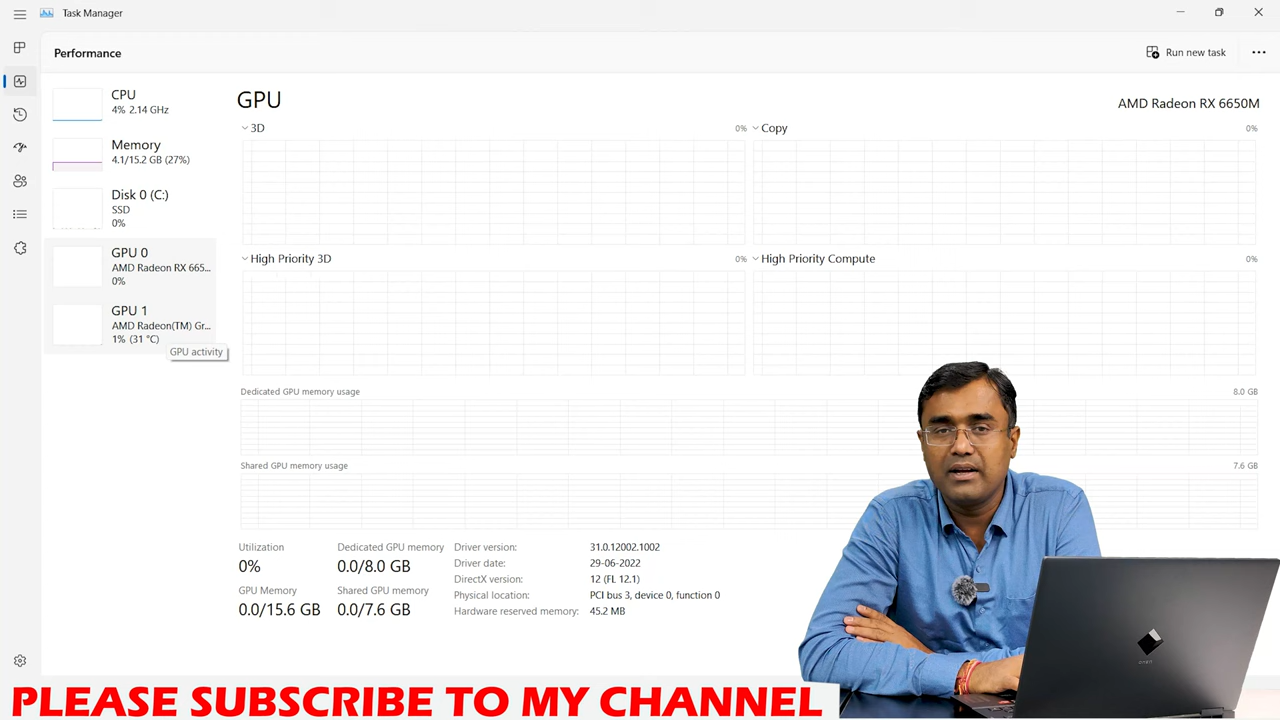 Task Manager
Performance
Run new task
CPU
4% 2.14 GHz
Memory
4.1/15.2 GB (27%)
Disk 0 (C:)
SSD
0%
GPU 0
AMD Radeon RX 665...
0%
GPU 1
AMD Radeon(TM) Gr...
1% (31 °C)
GPU activity
GPU
AMD Radeon RX 6650M
3D
0%
Copy
0%
High Priority 3D
0%
High Priority Compute
0%
Dedicated GPU memory usage
8.0 GB
Shared GPU memory usage
7.6 GB
Utilization
0%
Dedicated GPU memory
0.0/8.0 GB
GPU Memory
0.0/15.6 GB
Shared GPU memory
0.0/7.6 GB
Driver version: 31.0.12002.1002
Driver date: 29-06-2022
DirectX version: 12 (FL 12.1)
Physical location: PCI bus 3, device 0, function 0
Hardware reserved memory: 45.2 MB
PLEASE SUBSCRIBE TO MY CHANNEL